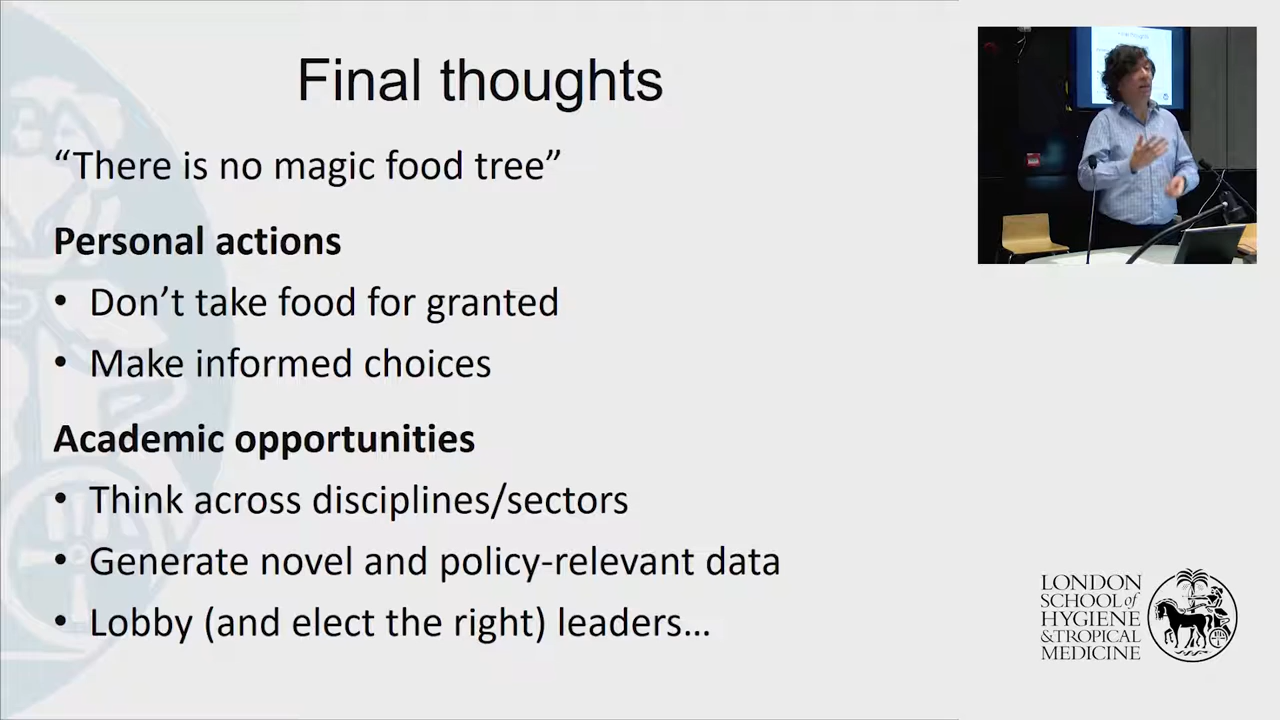 Final thoughts
“There is no magic food tree”
Personal actions
• Don’t take food for granted
• Make informed choices
Academic opportunities
• Think across disciplines/sectors
• Generate novel and policy-relevant data
• Lobby (and elect the right) leaders…
Final thoughts
LONDON
SCHOOL of
HYGIENE
&TROPICAL
MEDICINE